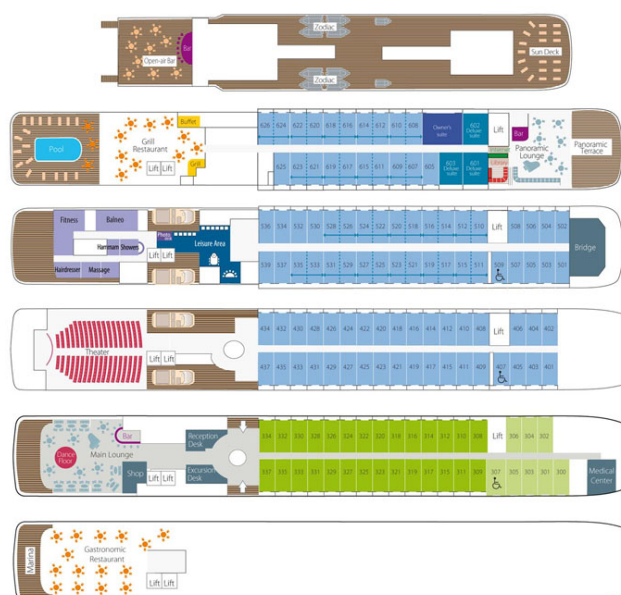 Open-air Bar
Bar
Zodiac
Zodiac
Sun Deck
Pool
Grill
Restaurant
Buffet
Grill
Lift Lift
626 624 622 620 618 616 614 612 610 608
Owner's
suite
602
Deluxe
suite
Lift
Bar
625 623 621 617 615 611 609 607 605
603
Deluxe
suite
601
Deluxe
suite
Internet
Library
Panoramic
Lounge
Panoramic
Terrace
Fitness
Balneo
Hammam Showers
Hairdresser
Massage
Lift Lift
Photo
Leisure Area
536 534 532 530 528 526 524 518 516 514 512 510
Lift
508 506 504 502
539 537 535 533 531 529 527 523 521 519 517 515 511
509 507 505 503 501
Bridge
Theater
Lift Lift
434 432 430 428 426 424 422 420 418 416 414 410 408
Lift
406 404 402
435 433 431 429 427 425 423 421 419 417 415 411 409
407 405 403 401
Dance
Floor
Main Lounge
Bar
Shop
Lift Lift
Reception
Desk
Excursion
Desk
334 332 330 328 326 324 322 320 318 316 314 312 310 308
Lift
306 304 302
337 335 333 331 329 327 325 323 321 319 317 315 311 309
307 305 303 301 300
Medical
Center
Marina
Gastronomic
Restaurant
Lift Lift